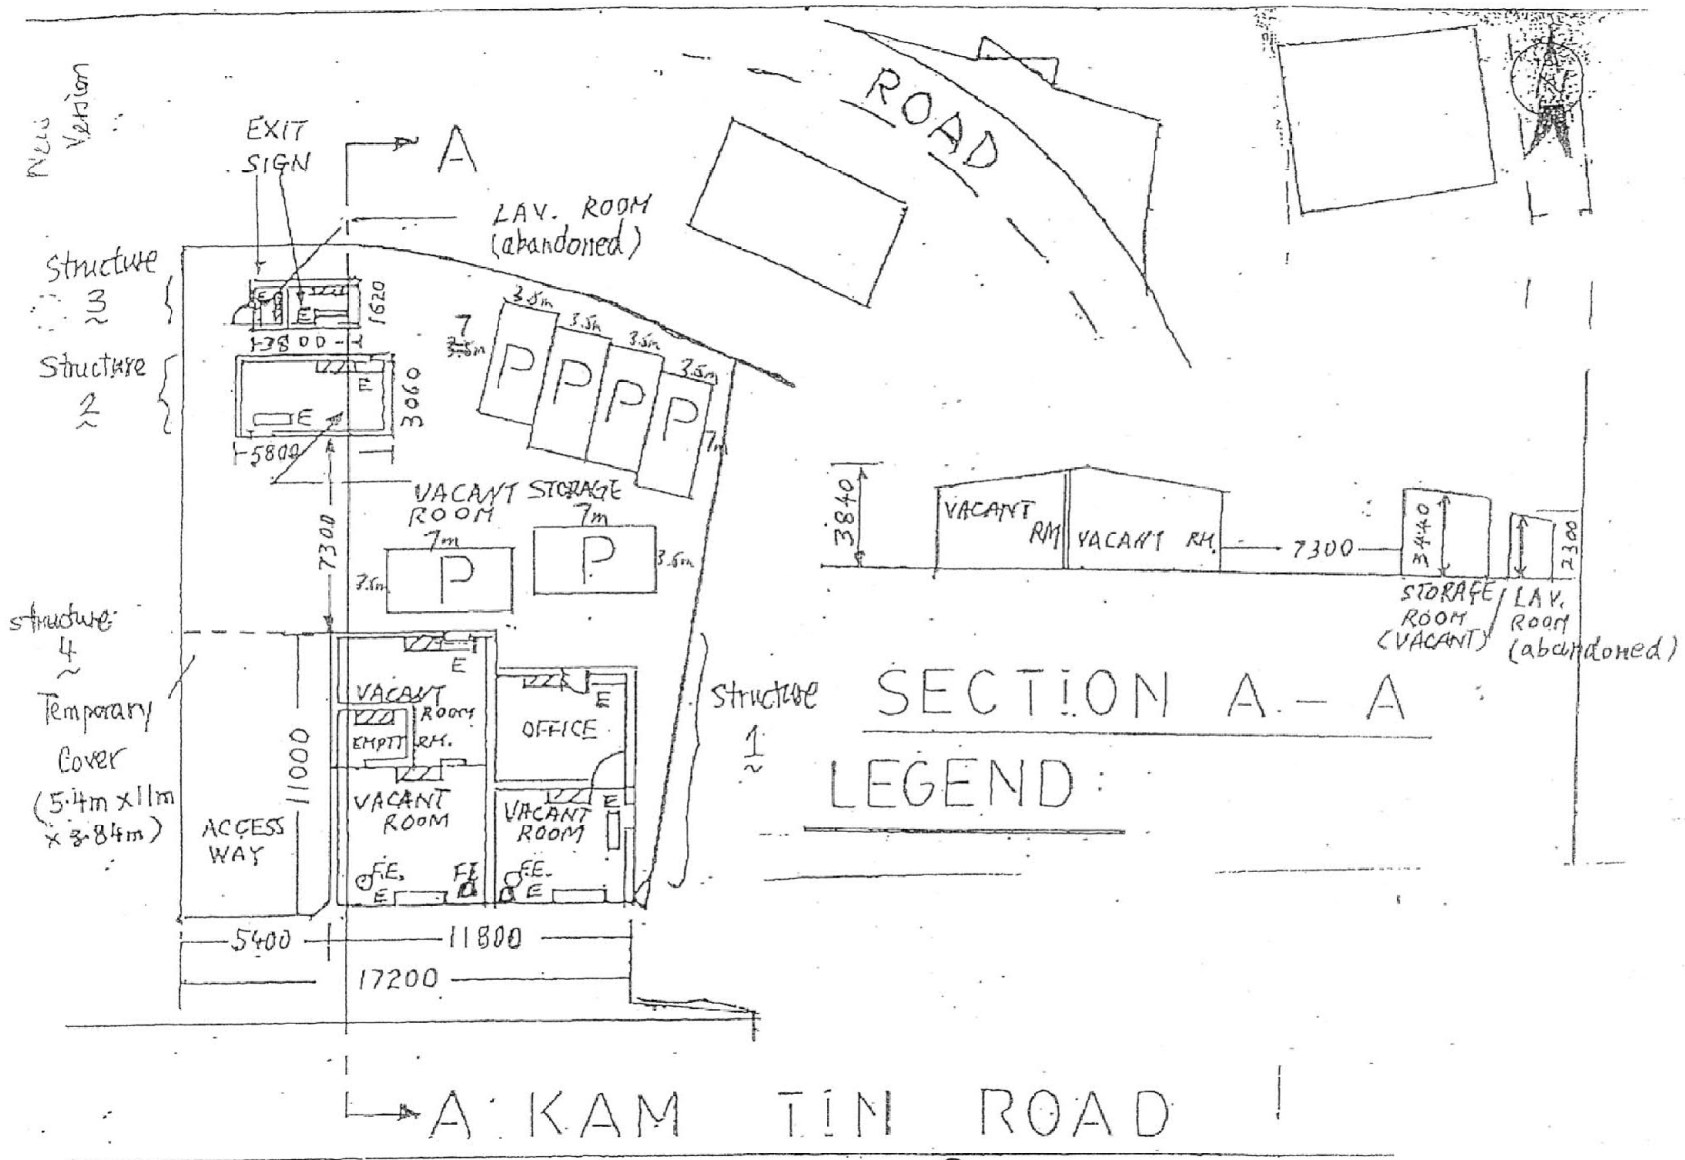 New
Version
EXIT
SIGN
A
LAV. ROOM
(abandoned)
ROAD
N
Structure
3
1620
3800
E
E
Structure
2
E
E
3060
5800
7
3.5m
3.5m
3.5m
3.5m
3.5m
P
P
P
P
7m
VACANT STORAGE
ROOM
7300
7m
P
3.5m
7m
P
3.5m
structure
4
Temporary
Cover
(5.4m x 11m
x 3.84m)
ACCESS
WAY
11000
E
VACANT
ROOM
EMPTY RM.
VACANT
ROOM
F.E.
E
F.E
OFFICE
E
VACANT
ROOM
E
F.E.
E
Structure
1
5400
11800
17200
3840
VACANT
RM
VACANT RM.
7300
3440
2300
STORAGE
ROOM
(VACANT)
LAV.
ROOM
(abandoned)
SECTION A-A
LEGEND:
A
KAM TIN ROAD